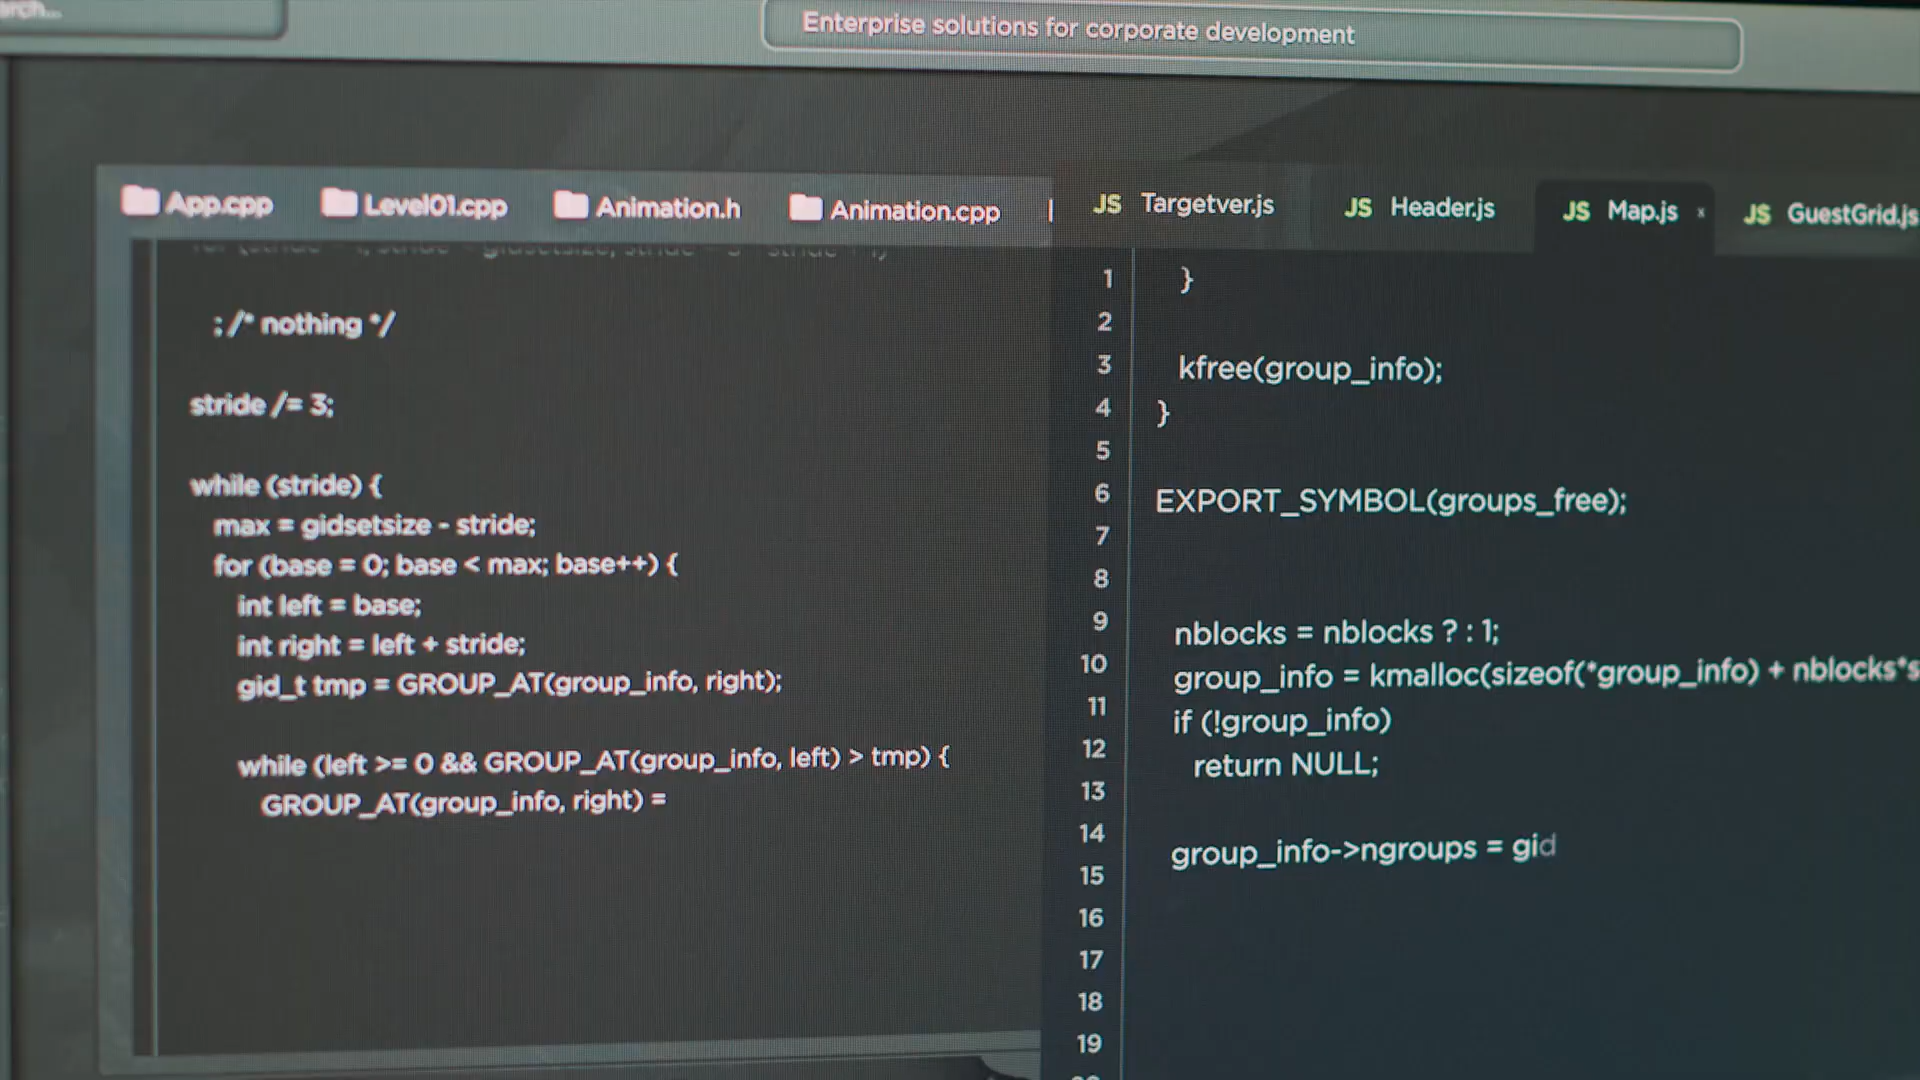 Enterprise solutions for corporate development
App.cpp Level01.cpp Animation.h Animation.cpp
; /* nothing */
stride /= 3;
while (stride) {
max = gidsetsize - stride;
for (base = 0; base < max; base++) {
int left = base;
int right = left + stride;
gid_t tmp = GROUP_AT(group_info, right);
while (left >= 0 && GROUP_AT(group_info, left) > tmp) {
GROUP_AT(group_info, right) =
JS Targetver.js JS Header.js JS Map.js x JS GuestGrid.js
1 }
2
3 kfree(group_info);
4 }
5
6 EXPORT_SYMBOL(groups_free);
7
8
9 nblocks = nblocks ? : 1;
10 group_info = kmalloc(sizeof(*group_info) + nblocks*s
11 if (!group_info)
12 return NULL;
13
14 group_info->ngroups = gid
15
16
17
18
19